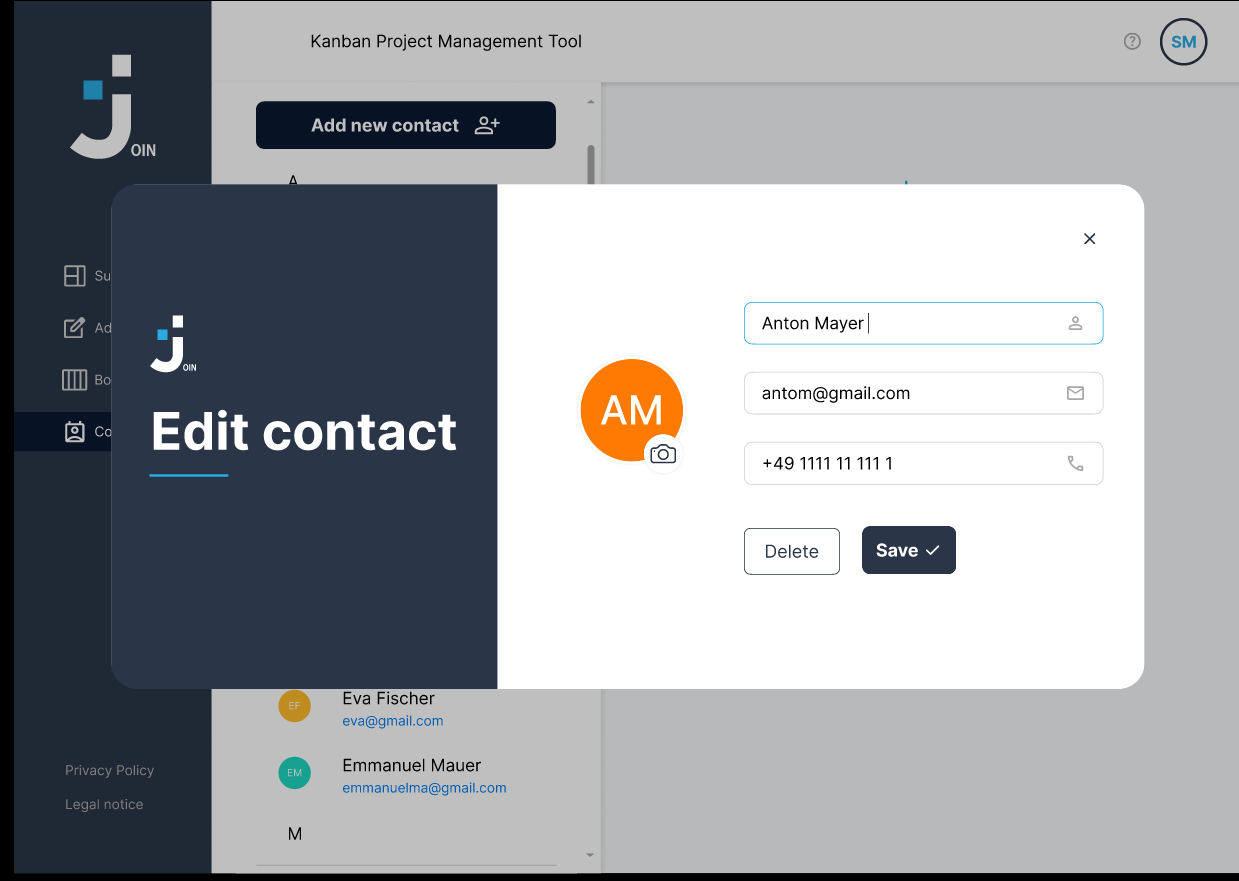 Kanban Project Management Tool
SM
OIN
Add new contact
A
Su
Ad
Bo
Co
OIN
Edit contact
AM
Anton Mayer
antom@gmail.com
+49 1111 11 111 1
Delete
Save
EF
Eva Fischer
eva@gmail.com
EM
Emmanuel Mauer
emmanuelma@gmail.com
M
Privacy Policy
Legal notice